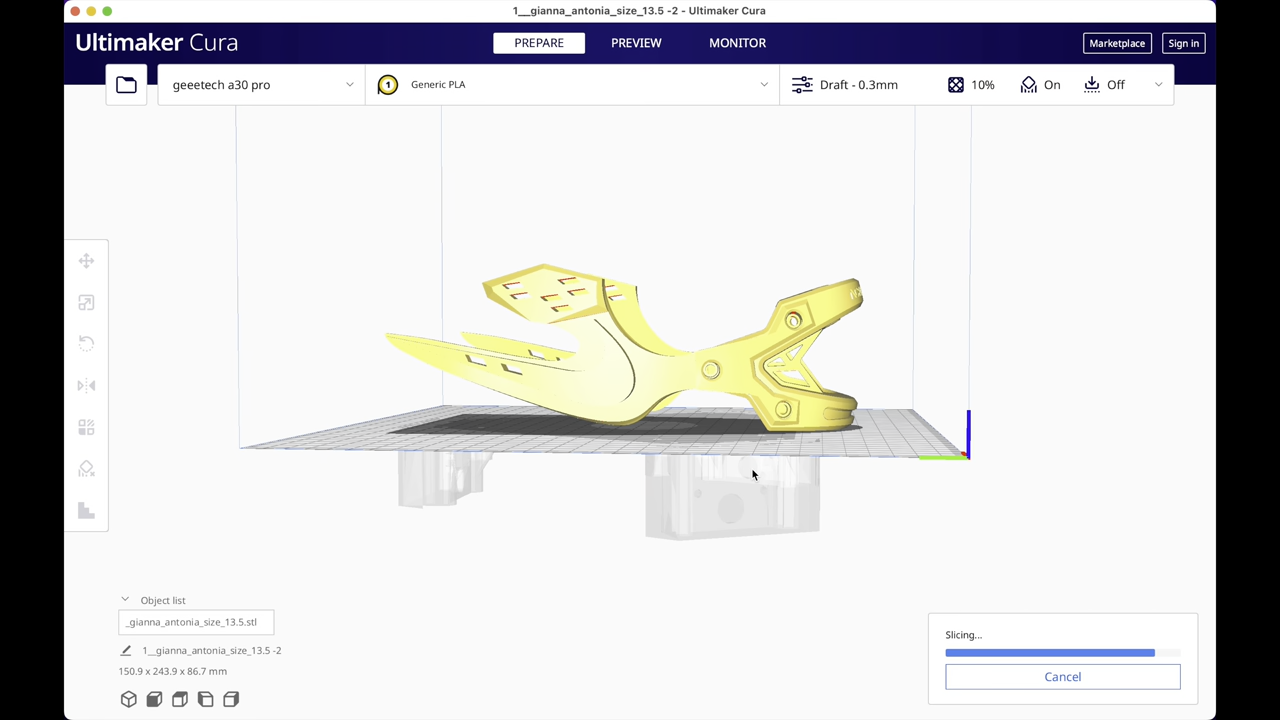 1__gianna_antonia_size_13.5 -2 - Ultimaker Cura
Ultimaker Cura
PREPARE
PREVIEW
MONITOR
Marketplace
Sign in
geeetech a30 pro
1
Generic PLA
Draft - 0.3mm
10%
On
Off
Object list
_gianna_antonia_size_13.5.stl
1__gianna_antonia_size_13.5 -2
150.9 x 243.9 x 86.7 mm
Slicing...
Cancel